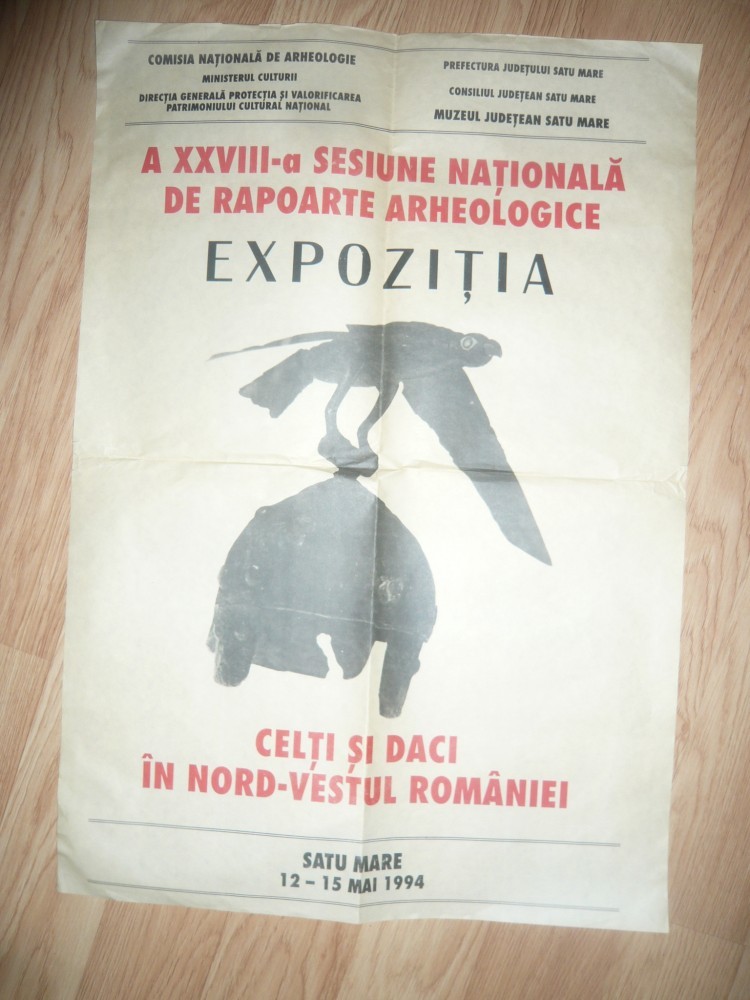 COMISIA NAȚIONALĂ DE ARHEOLOGIE
MINISTERUL CULTURII
DIRECȚIA GENERALĂ PROTECȚIA ȘI VALORIFICAREA
PATRIMONIULUI CULTURAL NAȚIONAL
PREFECTURA JUDEȚULUI SATU MARE
CONSILIUL JUDEȚEAN SATU MARE
MUZEUL JUDEȚEAN SATU MARE
A XXVIII-a SESIUNE NAȚIONALĂ
DE RAPOARTE ARHEOLOGICE
EXPOZIȚIA
CELȚI ȘI DACI
ÎN NORD-VESTUL ROMÂNIEI
SATU MARE
12 – 15 MAI 1994